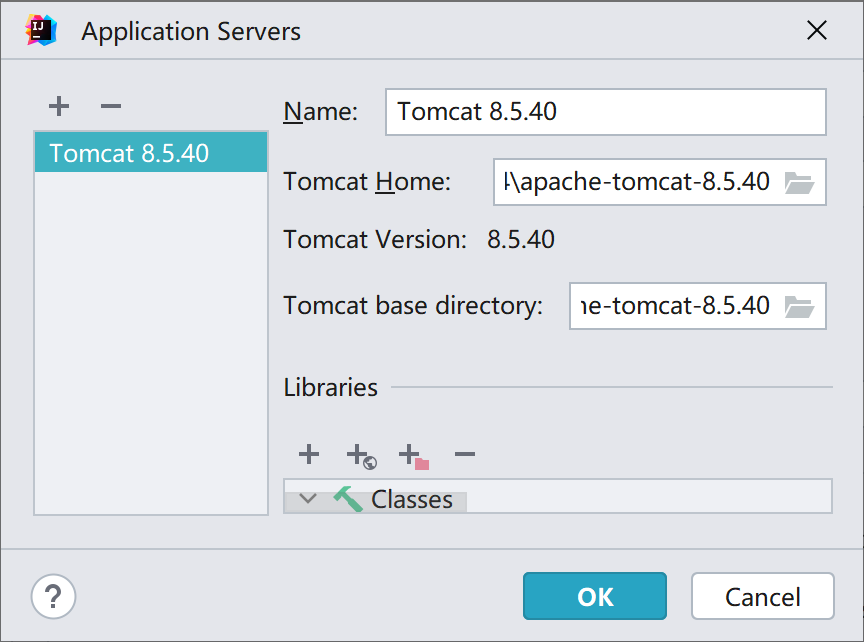 Application Servers
Tomcat 8.5.40
Name: Tomcat 8.5.40
Tomcat Home: \apache-tomcat-8.5.40
Tomcat Version: 8.5.40
Tomcat base directory: he-tomcat-8.5.40
Libraries
Classes
? OK Cancel